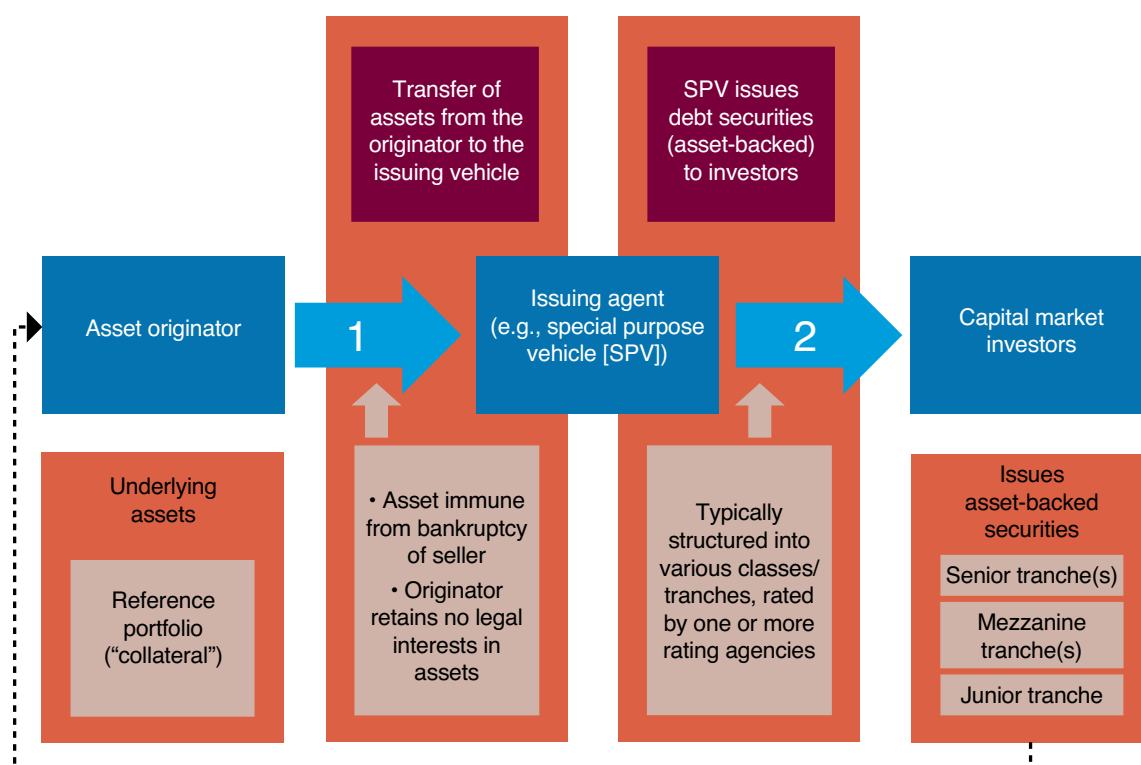 Transfer of
assets from the
originator to the
issuing vehicle
SPV issues
debt securities
(asset-backed)
to investors
Asset originator
1
Issuing agent
(e.g., special purpose
vehicle [SPV])
2
Capital market
investors
Underlying
assets
Reference
portfolio
(“collateral”)
• Asset immune
from bankruptcy
of seller
• Originator
retains no legal
interests in
assets
Typically
structured into
various classes/
tranches, rated
by one or more
rating agencies
Issues
asset-backed
securities
Senior tranche(s)
Mezzanine
tranche(s)
Junior tranche